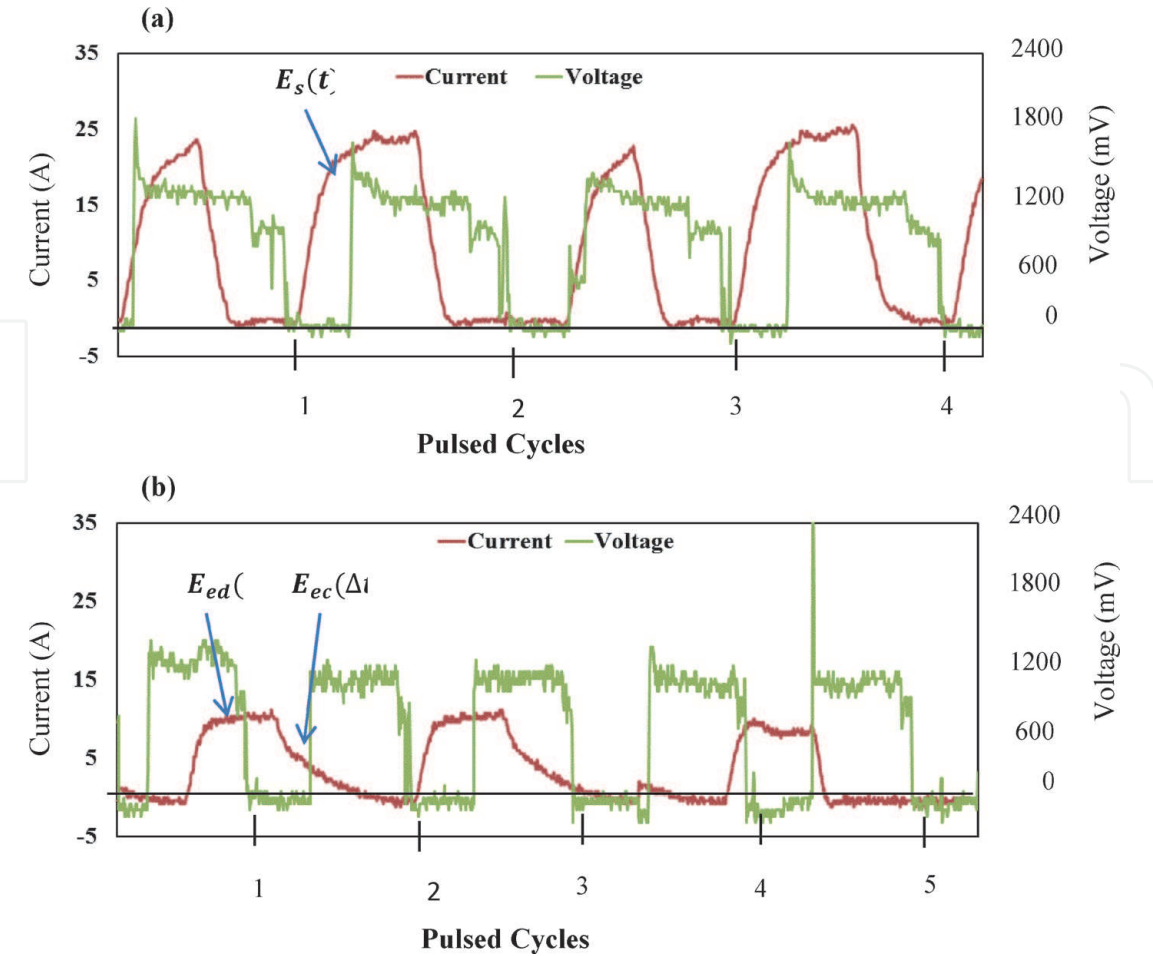 (a)
35
25
15
5
-5
Current (A)
2400
1800
1200
600
0
Voltage (mV)
E_s(t)
Current
Voltage
1 2 3 4
Pulsed Cycles
(b)
35
25
15
5
-5
Current (A)
2400
1800
1200
600
0
Voltage (mV)
Current
Voltage
E_ed(
E_ec(Δt
1 2 3 4 5
Pulsed Cycles